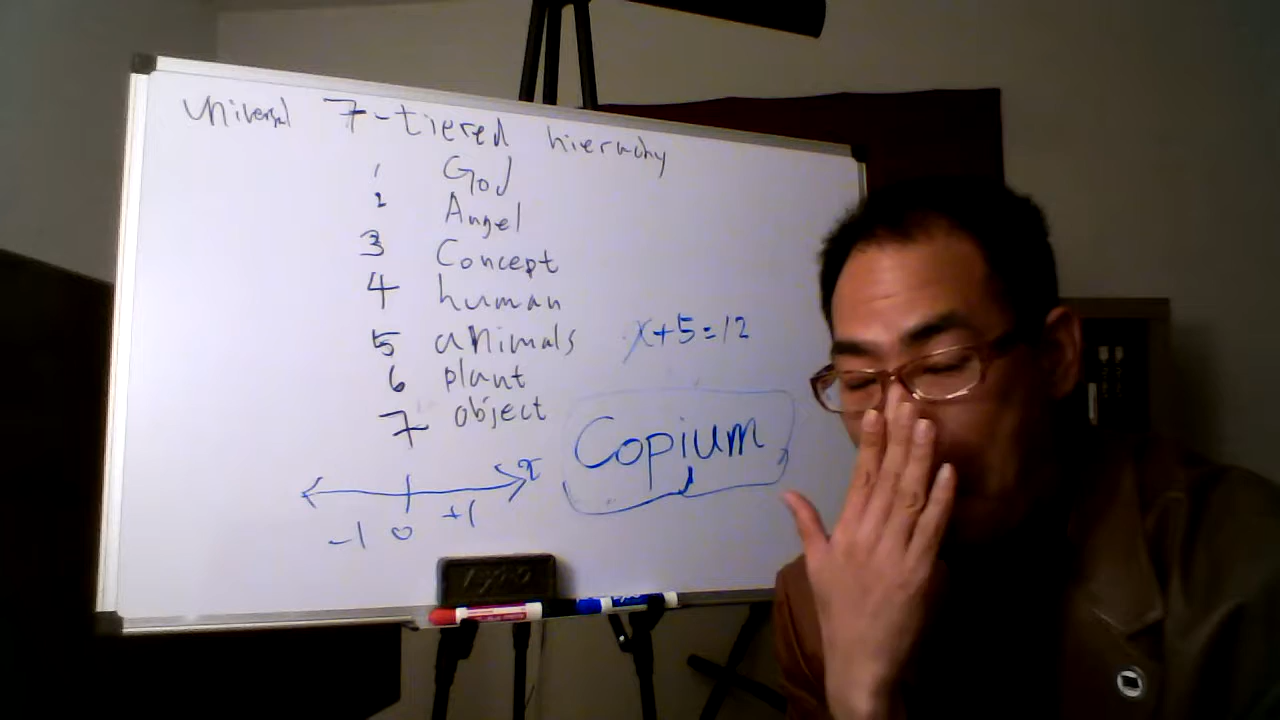 Universal 7-tiered hierarchy
1 God
2 Angel
3 Concept
4 human
5 animals
x+5=12
6 plant
7 object
Copium
x
-1 0 +1
expo